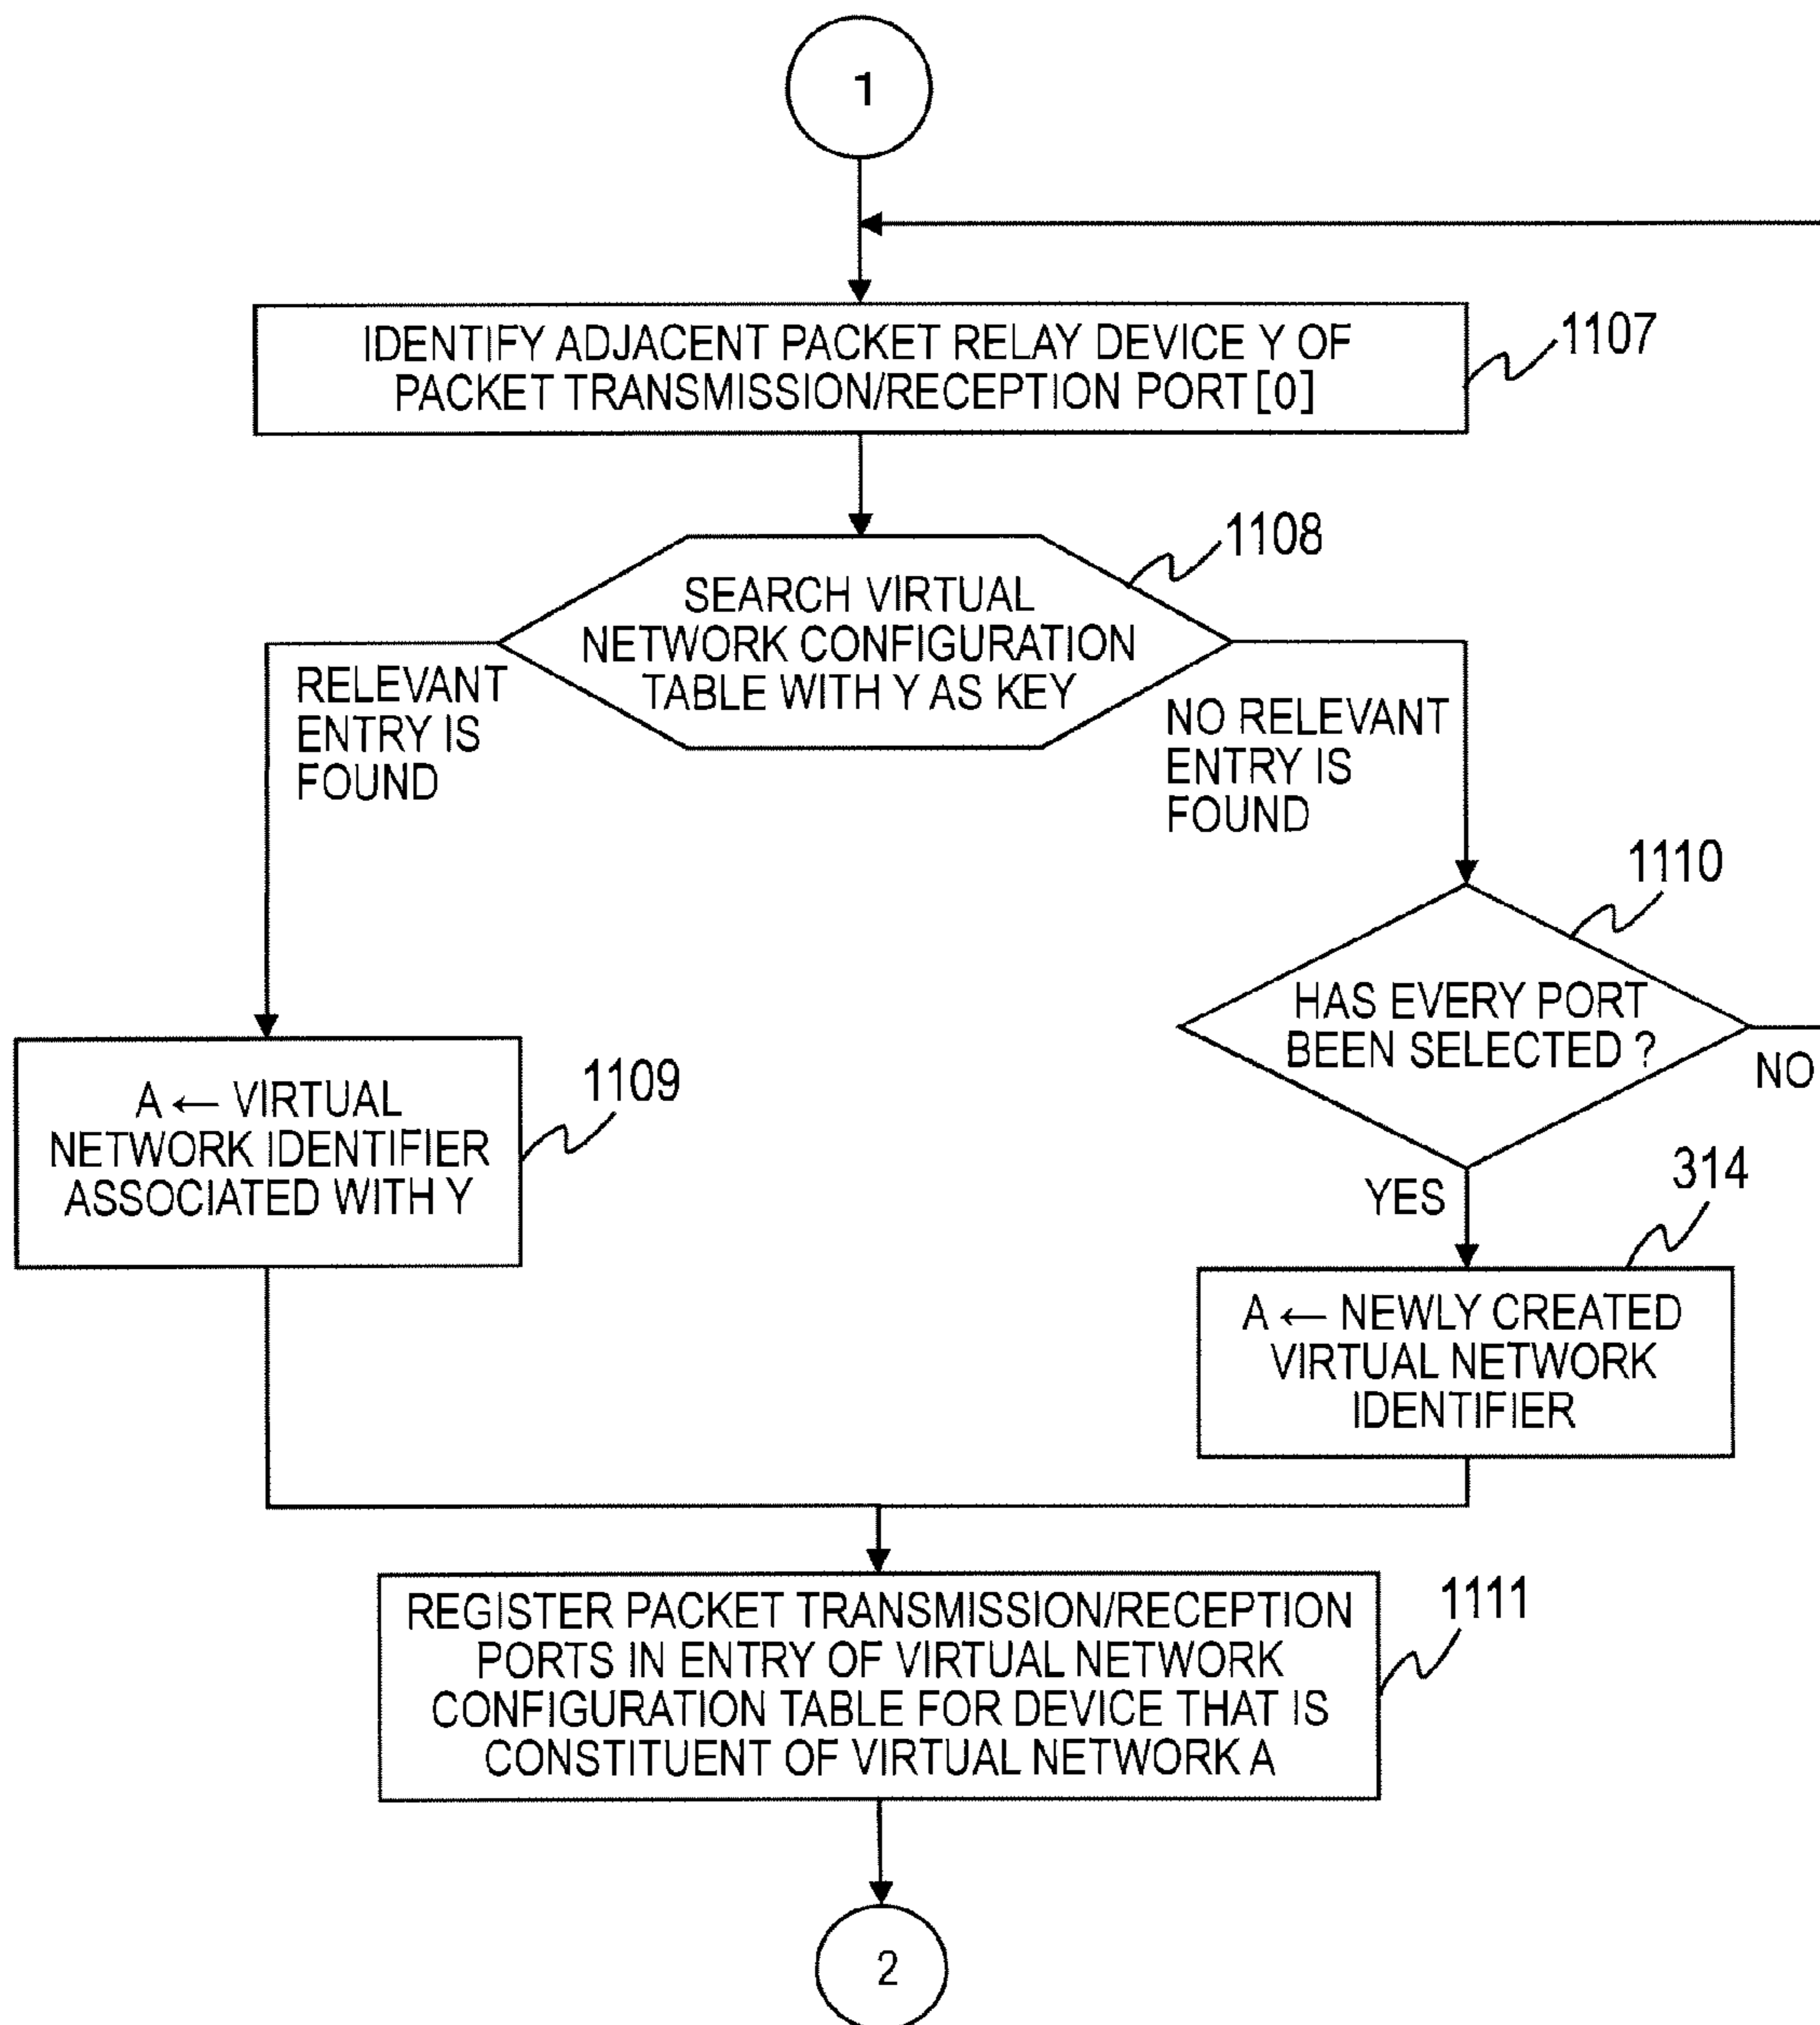 1
IDENTIFY ADJACENT PACKET RELAY DEVICE Y OF
PACKET TRANSMISSION/RECEPTION PORT [0]
1107
1108
SEARCH VIRTUAL
NETWORK CONFIGURATION
TABLE WITH Y AS KEY
RELEVANT
ENTRY IS
FOUND
NO RELEVANT
ENTRY IS
FOUND
1110
HAS EVERY PORT
BEEN SELECTED ?
NO
A ← VIRTUAL
NETWORK IDENTIFIER
ASSOCIATED WITH Y
1109
YES
314
A ← NEWLY CREATED
VIRTUAL NETWORK
IDENTIFIER
REGISTER PACKET TRANSMISSION/RECEPTION
PORTS IN ENTRY OF VIRTUAL NETWORK
CONFIGURATION TABLE FOR DEVICE THAT IS
CONSTITUENT OF VIRTUAL NETWORK A
1111
2